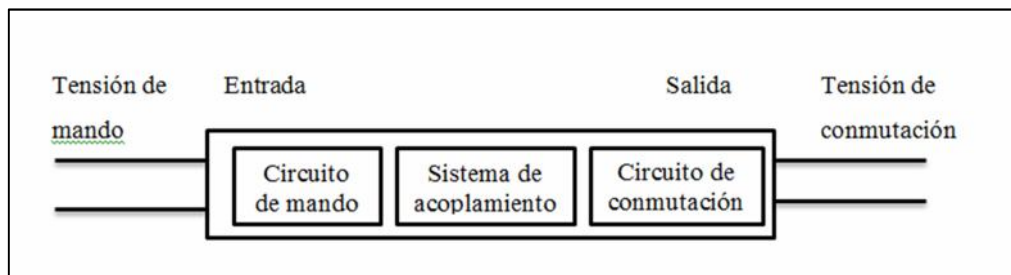 Tensión de
mando
Entrada
Salida
Tensión de
conmutación
Circuito
de mando
Sistema de
acoplamiento
Circuito de
conmutación